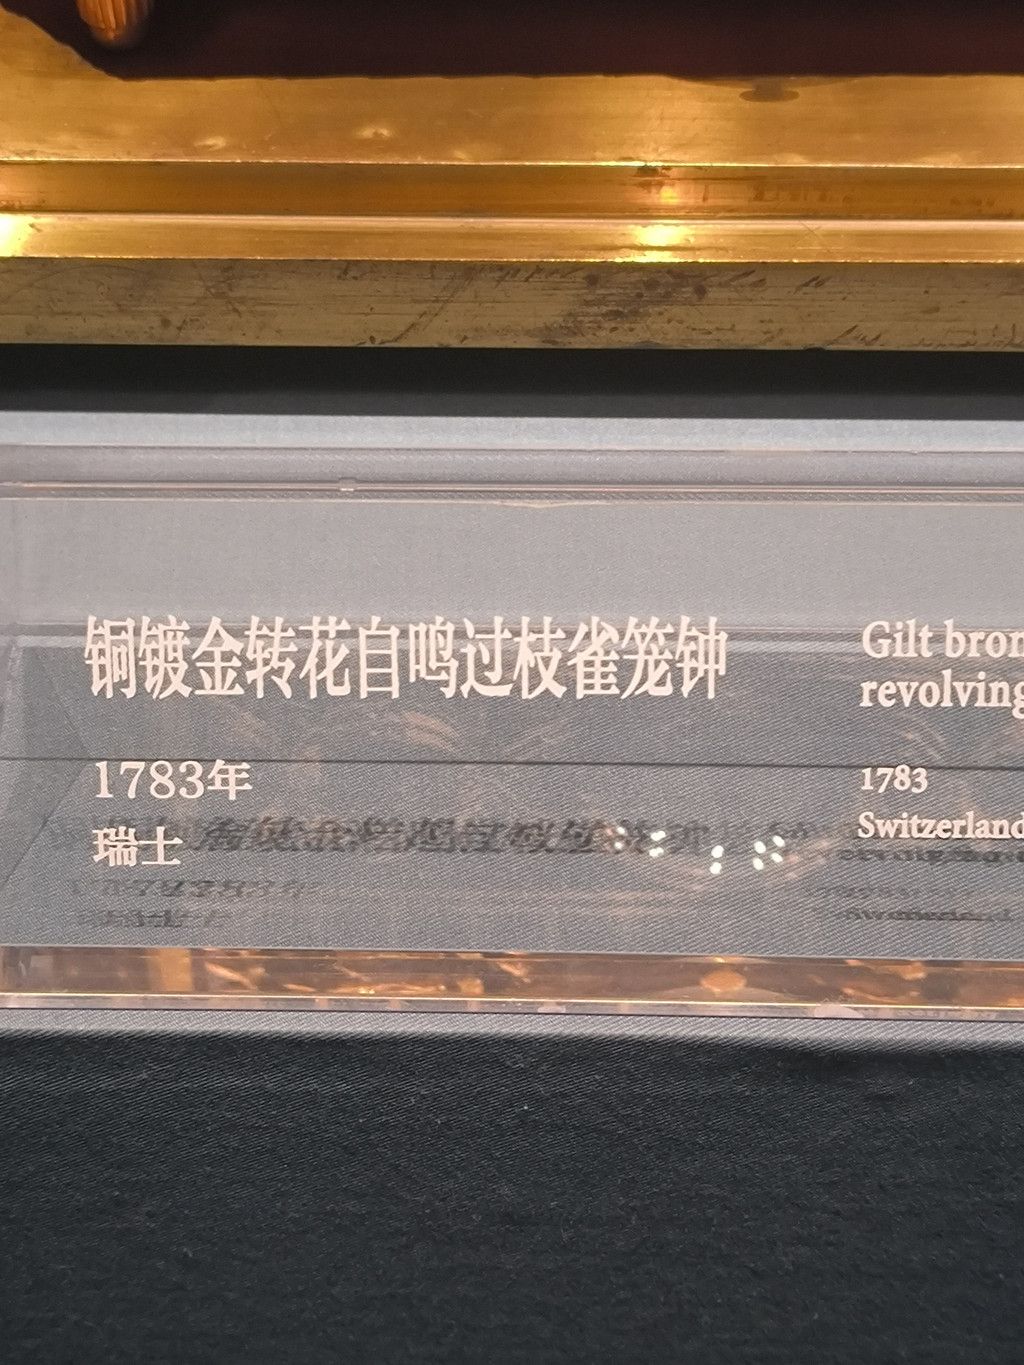 铜镀金转花自鸣过枝雀笼钟
1783年
瑞士
Gilt bron
revolving
1783
Switzerland